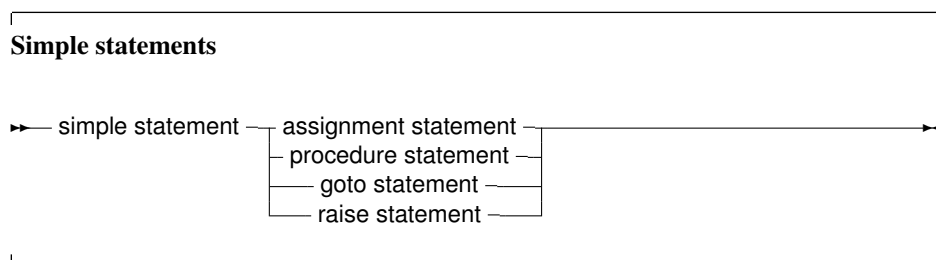 Simple statements
simple statement assignment statement
procedure statement
goto statement
raise statement